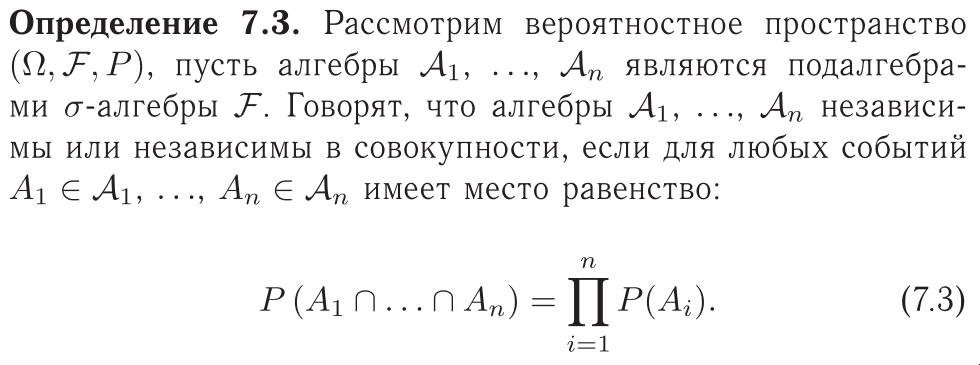 Определение 7.3. Рассмотрим вероятностное пространство
(Ω, ℱ, P), пусть алгебры 𝒜₁, …, 𝒜ₙ являются подалгебра-
ми σ-алгебры ℱ. Говорят, что алгебры 𝒜₁, …, 𝒜ₙ независи-
мы или независимы в совокупности, если для любых событий
A₁ ∈ 𝒜₁, …, Aₙ ∈ 𝒜ₙ имеет место равенство:
P (A₁ ∩ … ∩ Aₙ) = ∏ⁿᵢ₌₁ P(Aᵢ). (7.3)